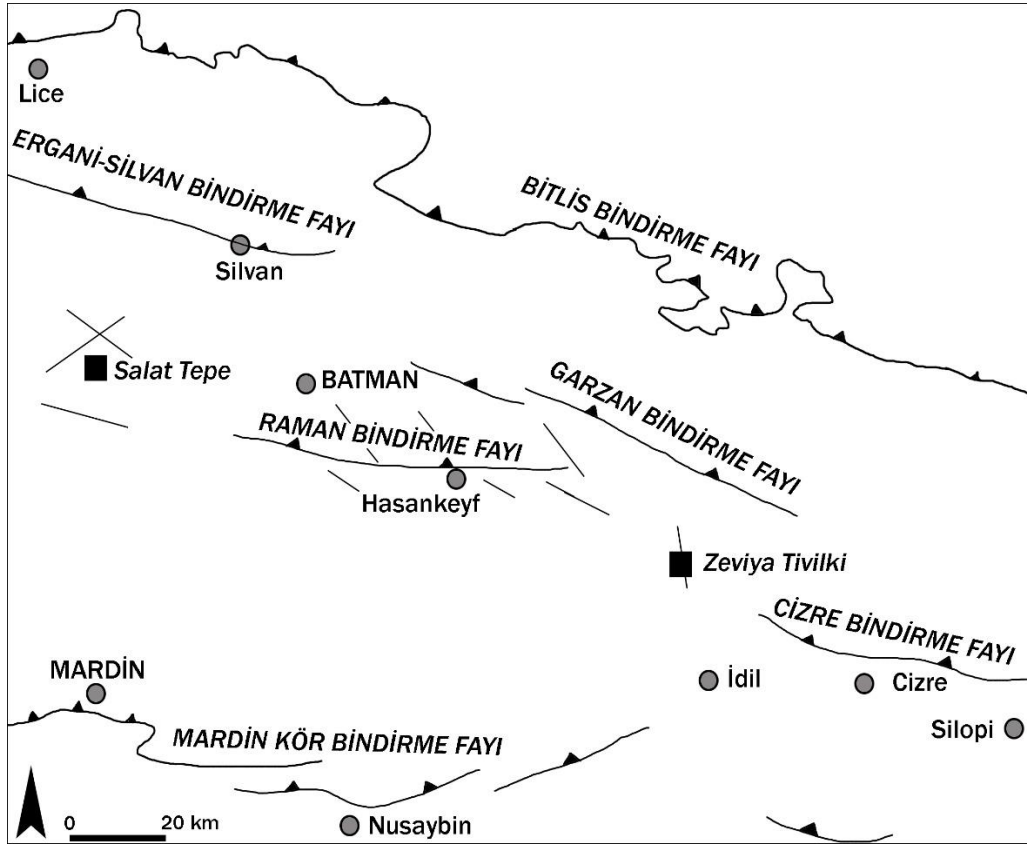 Lice
ERGANİ-SİLVAN BİNDİRME FAYI
BİTLİS BİNDİRME FAYI
Silvan
Salat Tepe
BATMAN
GARZAN BİNDİRME FAYI
RAMAN BİNDİRME FAYI
Hasankeyf
Zeviya Tivilki
CİZRE BİNDİRME FAYI
MARDİN
İdil
Cizre
Silopi
MARDİN KÖR BİNDİRME FAYI
0 20 km
Nusaybin